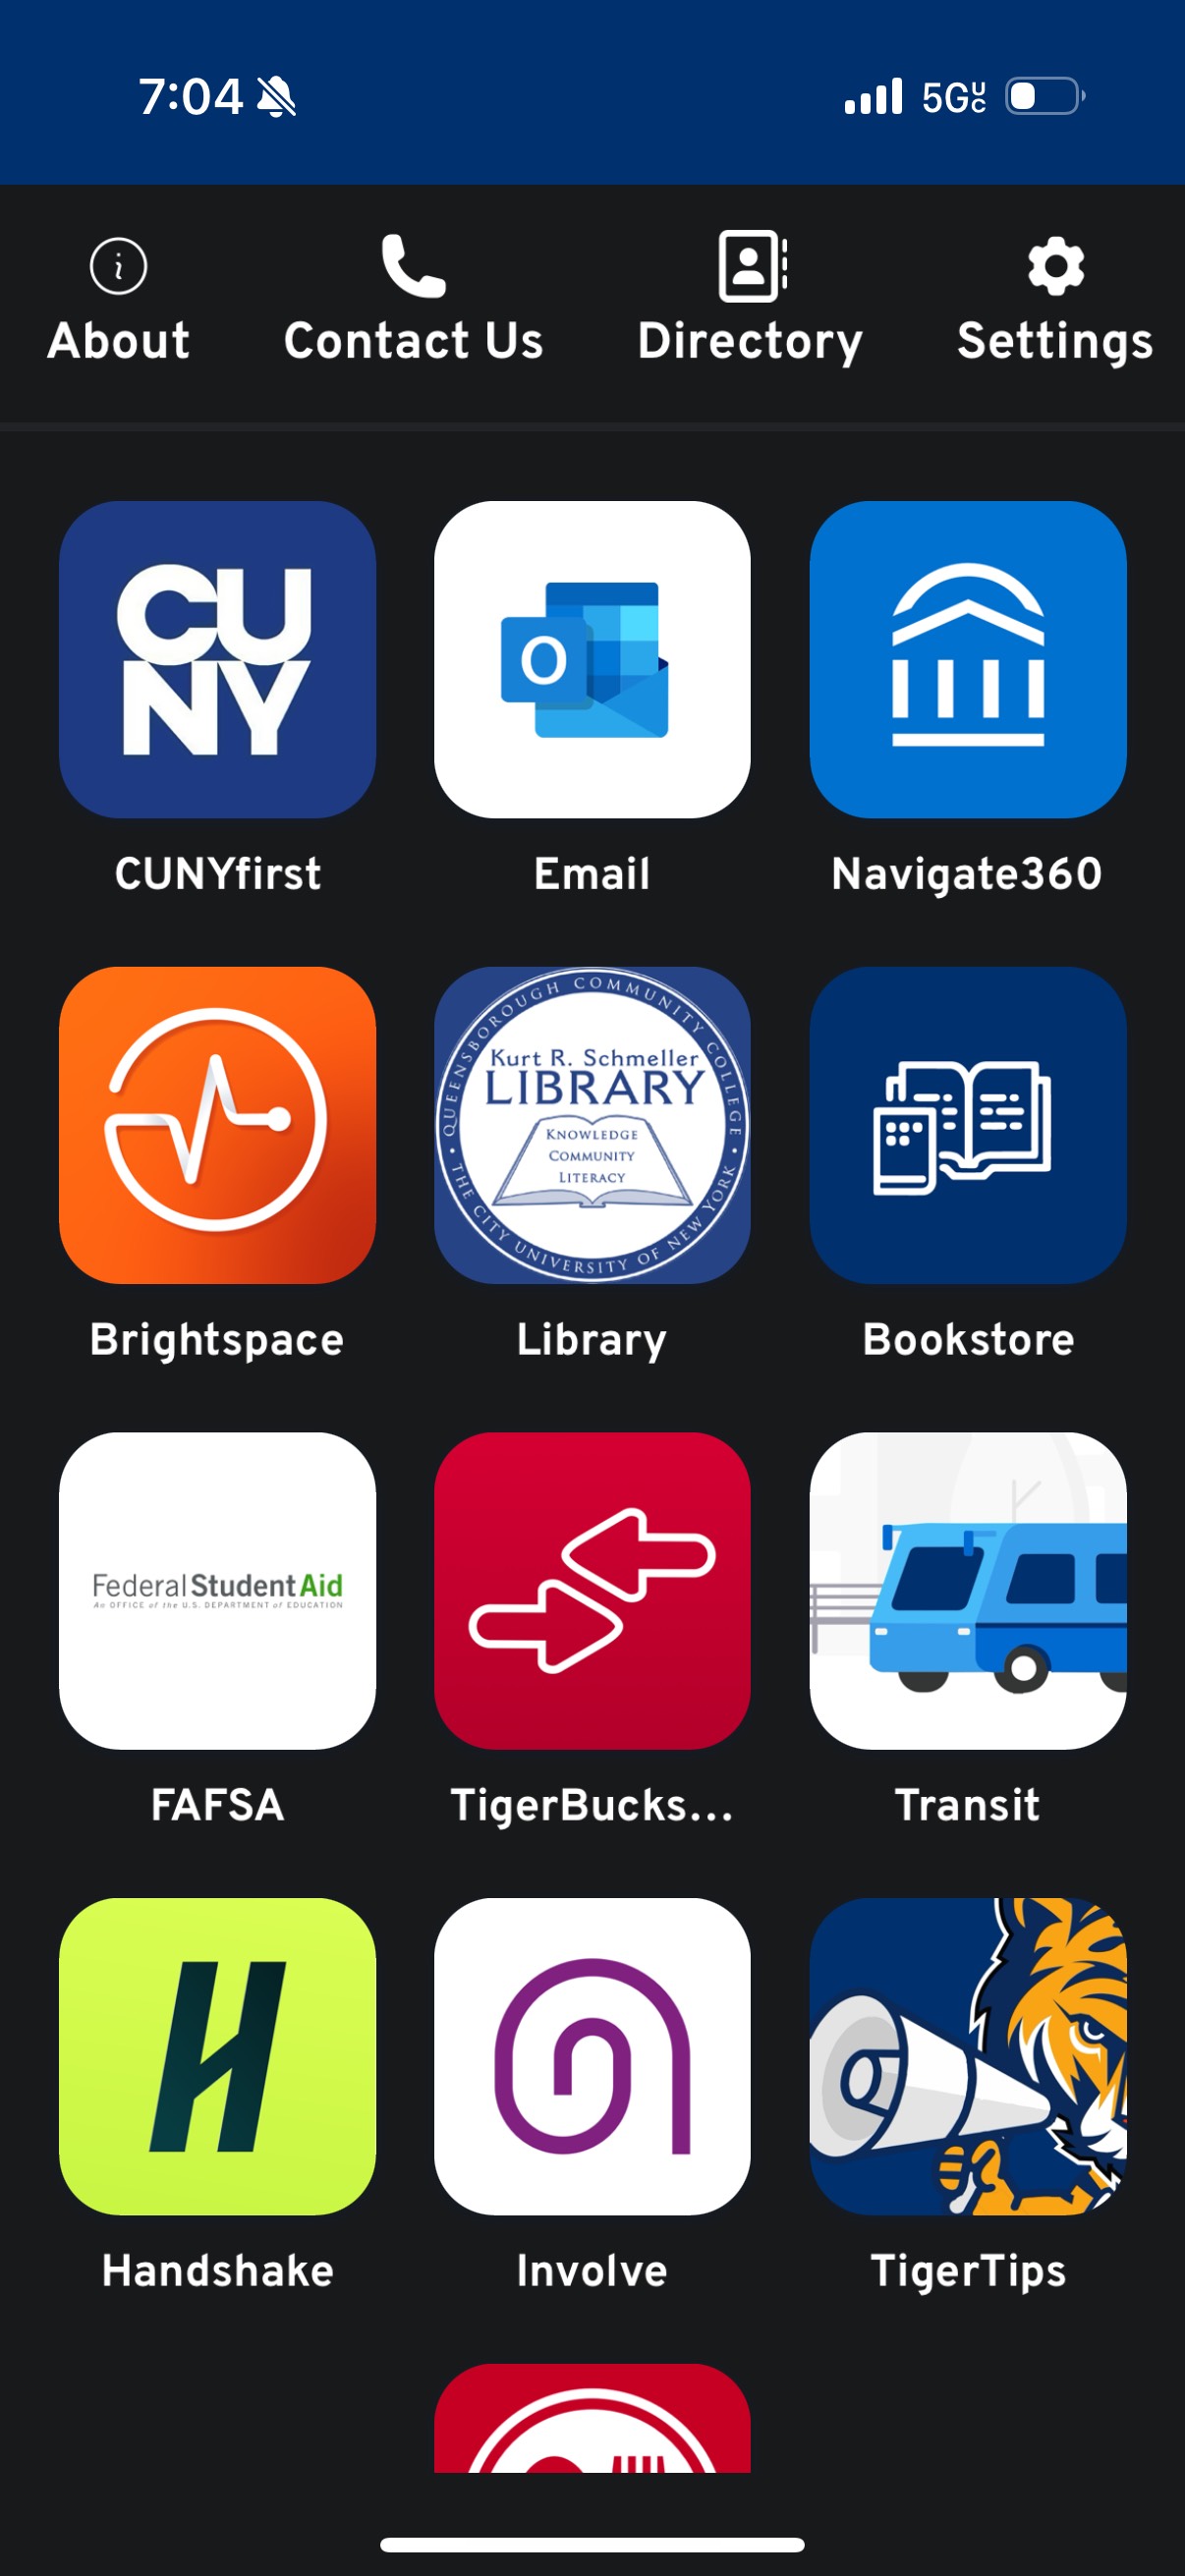 7:04
5G UC
About
Contact Us
Directory
Settings
CU
NY
CUNYfirst
O
Email
Navigate360
Brightspace
QUEENSBOROUGH COMMUNITY COLLEGE
Kurt R. Schmeller
LIBRARY
KNOWLEDGE
COMMUNITY
LITERACY
• THE CITY UNIVERSITY OF NEW YORK •
Library
Bookstore
Federal Student Aid
An OFFICE of the U.S. DEPARTMENT of EDUCATION
FAFSA
TigerBucks...
Transit
H
Handshake
Involve
TigerTips